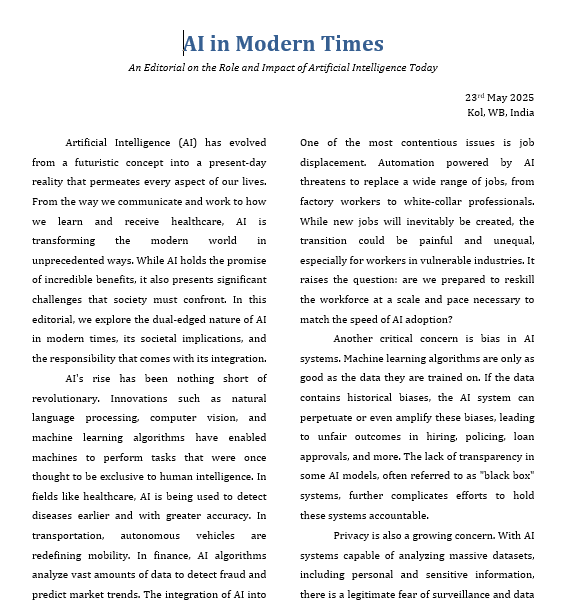 AI in Modern Times
An Editorial on the Role and Impact of Artificial Intelligence Today
23rd May 2025
Kol, WB, India
Artificial Intelligence (AI) has evolved
from a futuristic concept into a present-day
reality that permeates every aspect of our lives.
From the way we communicate and work to how
we learn and receive healthcare, AI is
transforming the modern world in
unprecedented ways. While AI holds the promise
of incredible benefits, it also presents significant
challenges that society must confront. In this
editorial, we explore the dual-edged nature of AI
in modern times, its societal implications, and
the responsibility that comes with its integration.
AI's rise has been nothing short of
revolutionary. Innovations such as natural
language processing, computer vision, and
machine learning algorithms have enabled
machines to perform tasks that were once
thought to be exclusive to human intelligence. In
fields like healthcare, AI is being used to detect
diseases earlier and with greater accuracy. In
transportation, autonomous vehicles are
redefining mobility. In finance, AI algorithms
analyze vast amounts of data to detect fraud and
predict market trends. The integration of AI into
One of the most contentious issues is job
displacement. Automation powered by AI
threatens to replace a wide range of jobs, from
factory workers to white-collar professionals.
While new jobs will inevitably be created, the
transition could be painful and unequal,
especially for workers in vulnerable industries. It
raises the question: are we prepared to reskill
the workforce at a scale and pace necessary to
match the speed of AI adoption?
Another critical concern is bias in AI
systems. Machine learning algorithms are only as
good as the data they are trained on. If the data
contains historical biases, the AI system can
perpetuate or even amplify these biases, leading
to unfair outcomes in hiring, policing, loan
approvals, and more. The lack of transparency in
some AI models, often referred to as "black box"
systems, further complicates efforts to hold
these systems accountable.
Privacy is also a growing concern. With AI
systems capable of analyzing massive datasets,
including personal and sensitive information,
there is a legitimate fear of surveillance and data